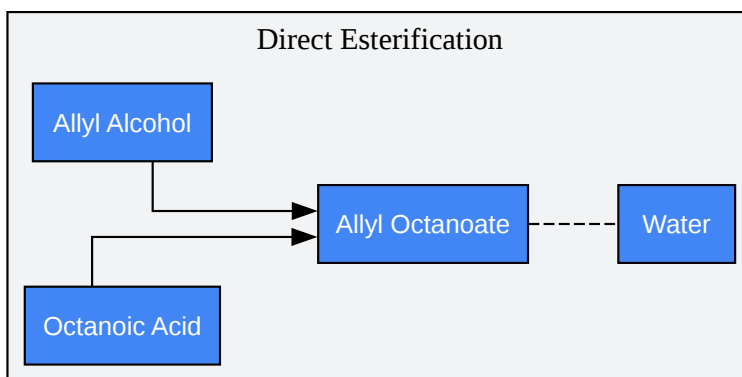 Direct Esterification
Allyl Alcohol
Allyl Octanoate
Water
Octanoic Acid